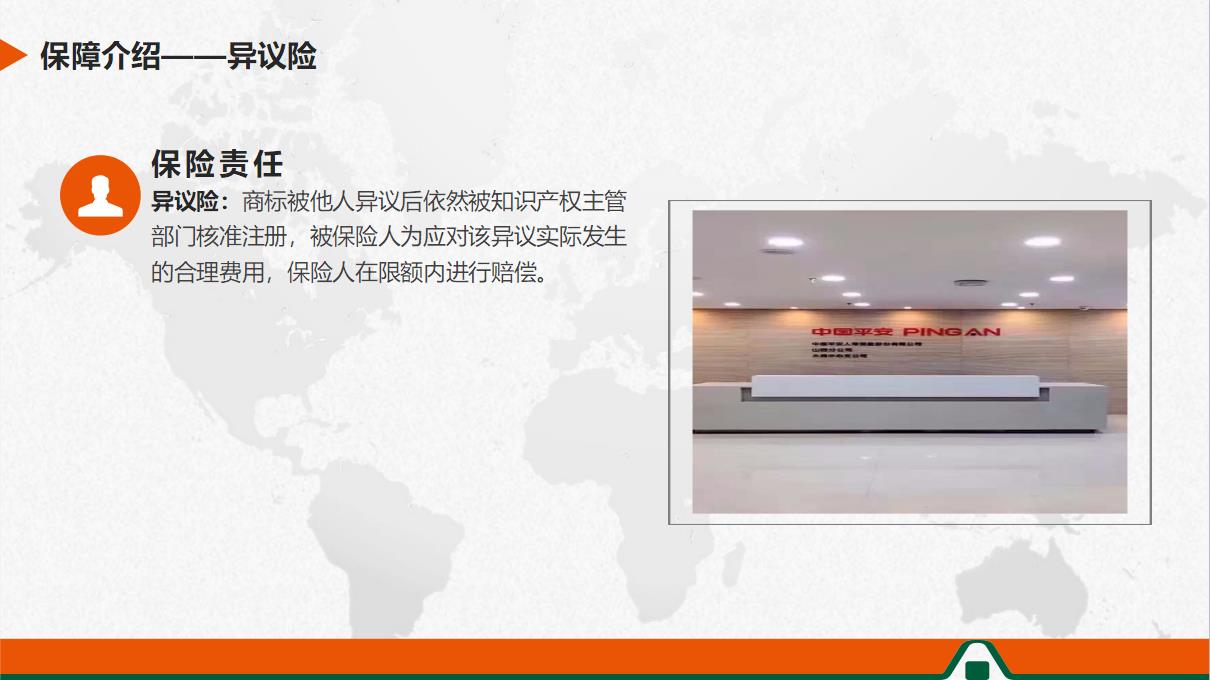 保障介绍——异议险
保险责任
异议险：商标被他人异议后依然被知识产权主管
部门核准注册，被保险人为应对该异议实际发生
的合理费用，保险人在限额内进行赔偿。
中国平安 PING AN